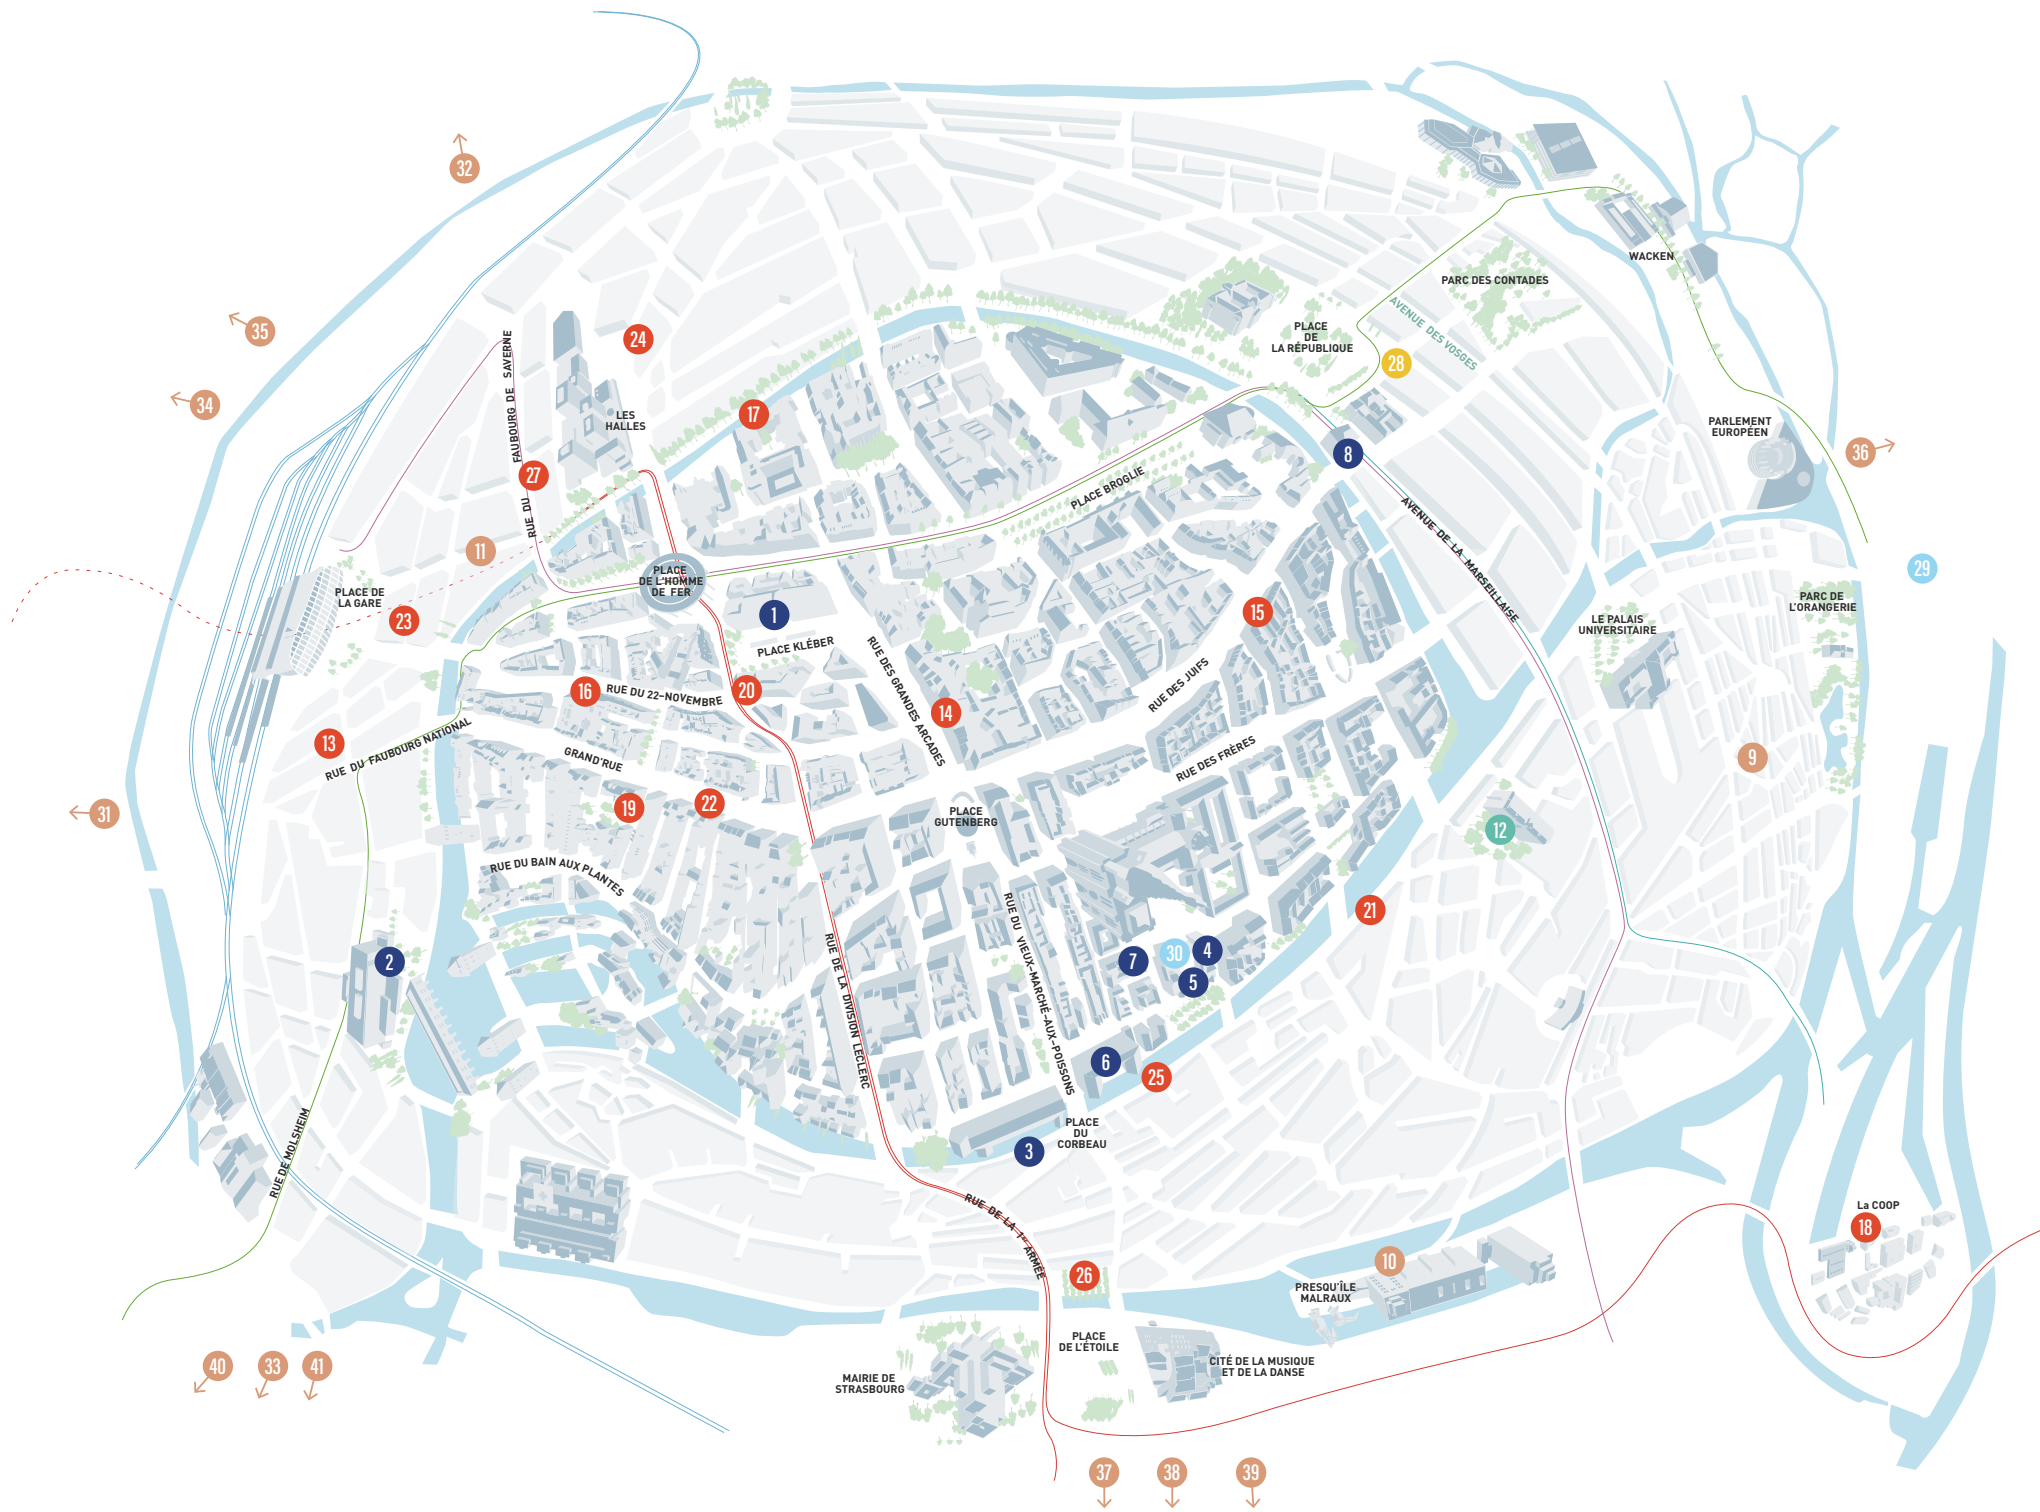 32
35
34
31
24
17
27
11
23
13
16
20
1
14
15
19
22
2
28
8
36
29
9
12
21
30
4
5
7
6
25
3
26
10
18
40
33
41
37
38
39
RUE DU FAUBOURG DE SAVERNE
LES
HALLES
PLACE DE
LA GARE
PLACE
DE L'HOMME
DE FER
PLACE KLÉBER
PLACE BROGLIE
PLACE
DE
LA RÉPUBLIQUE
AVENUE DES VOSGES
PARC DES CONTADES
WACKEN
PARLEMENT
EUROPÉEN
AVENUE DE LA MARSEILLAISE
LE PALAIS
UNIVERSITAIRE
PARC DE
L'ORANGERIE
RUE DU FAUBOURG NATIONAL
RUE DU 22-NOVEMBRE
GRAND'RUE
RUE DES GRANDES ARCADES
RUE DES JUIFS
RUE DES FRÈRES
PLACE
GUTENBERG
RUE DU BAIN AUX PLANTES
RUE DE LA DIVISION LECLERC
RUE DU VIEUX-MARCHÉ-AUX-POISSONS
PLACE
DU
CORBEAU
RUE DE MOLSHEIM
RUE DE LA 1re ARMÉE
PLACE
DE L'ÉTOILE
MAIRIE DE
STRASBOURG
CITÉ DE LA MUSIQUE
ET DE LA DANSE
PRESQU'ÎLE
MALRAUX
La COOP